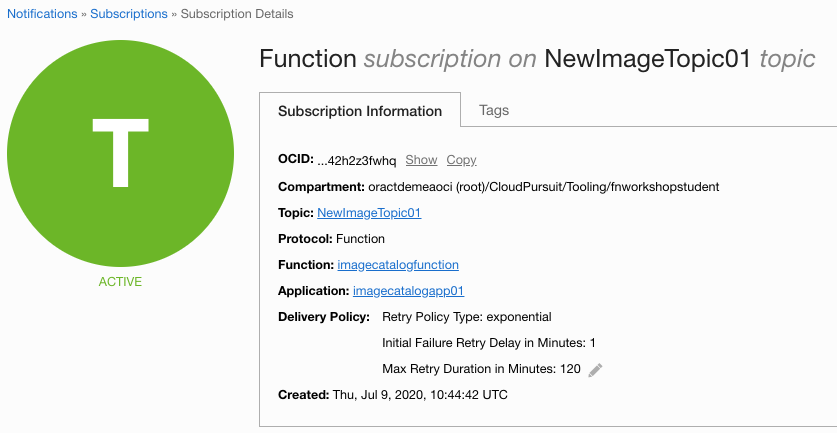 Notifications » Subscriptions » Subscription Details
T
ACTIVE
Function subscription on NewImageTopic01 topic
Subscription Information
Tags
OCID: ...42h2z3fwhq Show Copy
Compartment: oractdemeaoci (root)/CloudPursuit/Tooling/fnworkshopstudent
Topic: NewImageTopic01
Protocol: Function
Function: imagecatalogfunction
Application: imagecatalogapp01
Delivery Policy: Retry Policy Type: exponential
Initial Failure Retry Delay in Minutes: 1
Max Retry Duration in Minutes: 120
Created: Thu, Jul 9, 2020, 10:44:42 UTC